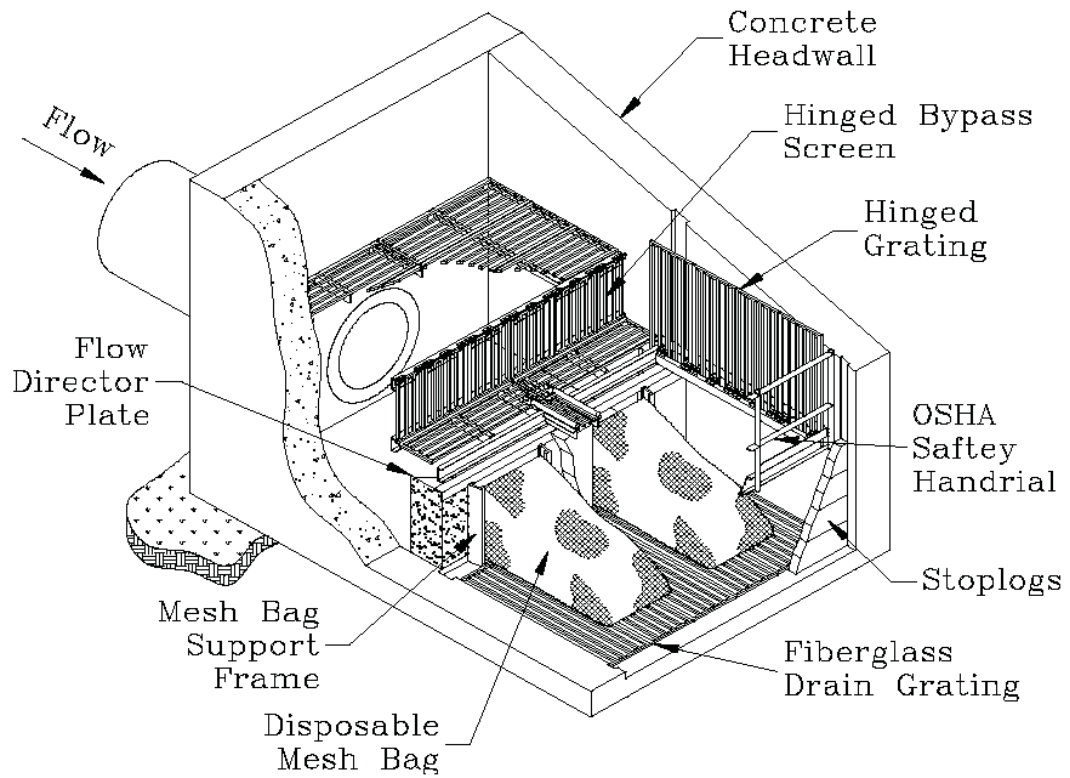 Concrete
Headwall
Flow
Hinged Bypass
Screen
Hinged
Grating
Flow
Director
Plate
OSHA
Saftey
Handrial
Stoplogs
Mesh Bag
Support
Frame
Fiberglass
Drain Grating
Disposable
Mesh Bag